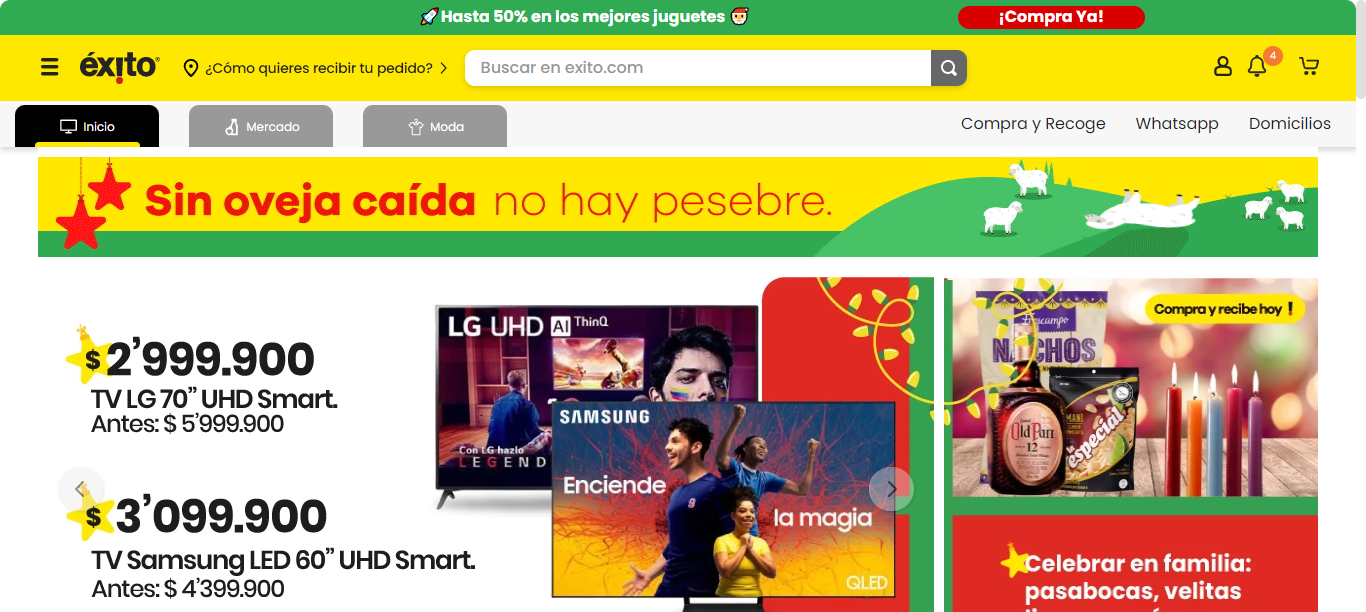 🚀Hasta 50% en los mejores juguetes 🎅
¡Compra Ya!
éxito
¿Cómo quieres recibir tu pedido?
Buscar en exito.com
4
Inicio
Mercado
Moda
Compra y Recoge
Whatsapp
Domicilios
Sin oveja caída no hay pesebre.
$2’999.900
TV LG 70” UHD Smart.
Antes: $ 5’999.900
$3’099.900
TV Samsung LED 60” UHD Smart.
Antes: $ 4’399.900
LG UHD AI ThinQ
Con LG hazlo
LEGEND
SAMSUNG
Enciende
la magia
QLED
Compra y recibe hoy !
Frescampo
NACHOS
Old Parr
12
la especial
MANI
Celebrar en familia:
pasabocas, velitas